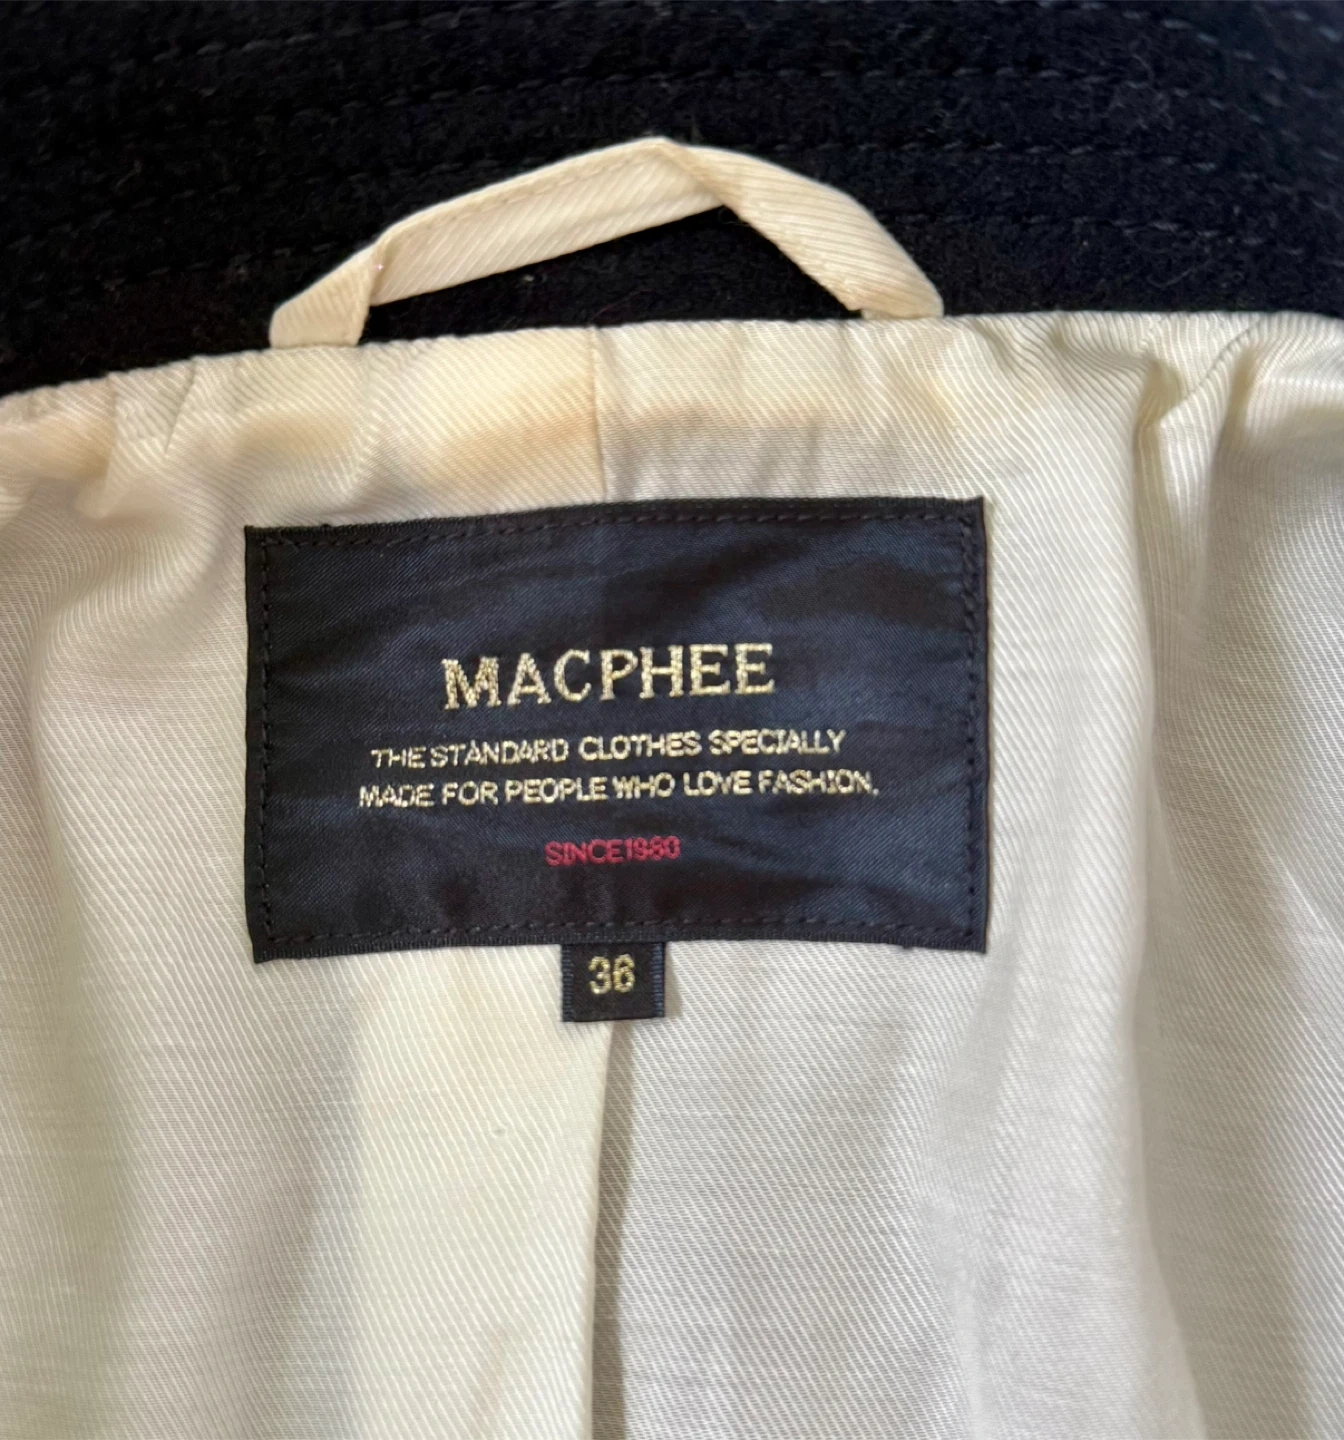 MACPHEE
THE STANDARD CLOTHES SPECIALLY
MADE FOR PEOPLE WHO LOVE FASHION.
SINCE1980
36